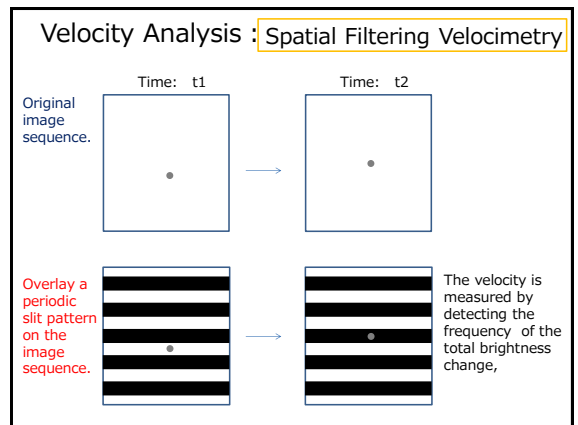 Velocity Analysis : Spatial Filtering Velocimetry
Time: t1
Time: t2
Original
image
sequence.
Overlay a
periodic
slit pattern
on the
image
sequence.
The velocity is
measured by
detecting the
frequency of the
total brightness
change,